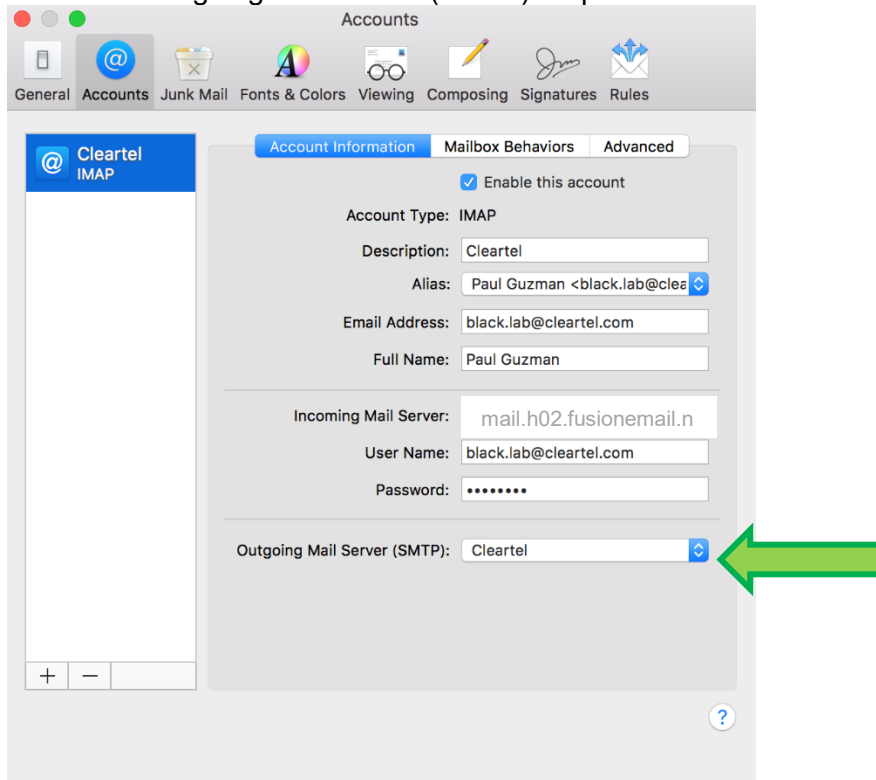 Accounts
General Accounts Junk Mail Fonts & Colors Viewing Composing Signatures Rules
Cleartel
IMAP
Account Information Mailbox Behaviors Advanced
Enable this account
Account Type: IMAP
Description: Cleartel
Alias: Paul Guzman <black.lab@clea
Email Address: black.lab@cleartel.com
Full Name: Paul Guzman
Incoming Mail Server: mail.h02.fusionemail.n
User Name: black.lab@cleartel.com
Password: ••••••••
Outgoing Mail Server (SMTP): Cleartel
+ −
?